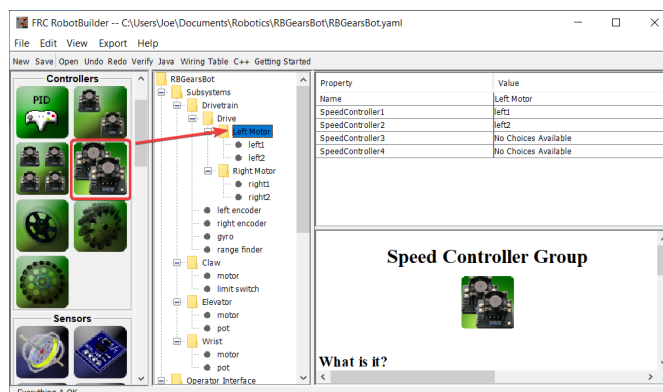 FRC RobotBuilder -- C:\Users\Joe\Documents\Robotics\RBGearsBot\RBGearsBot.yaml
File Edit View Export Help
New Save Open Undo Redo Verify Java Wiring Table C++ Getting Started
Controllers
PID
Sensors
RBGearsBot
Subsystems
Drivetrain
Drive
Left Motor
left1
left2
Right Motor
right1
right2
left encoder
right encoder
gyro
range finder
Claw
motor
limit switch
Elevator
motor
pot
Wrist
motor
pot
Operator Interface
Property Value
Name Left Motor
SpeedController1 left1
SpeedController2 left2
SpeedController3 No Choices Available
SpeedController4 No Choices Available
Speed Controller Group
What is it?
Everything A OK